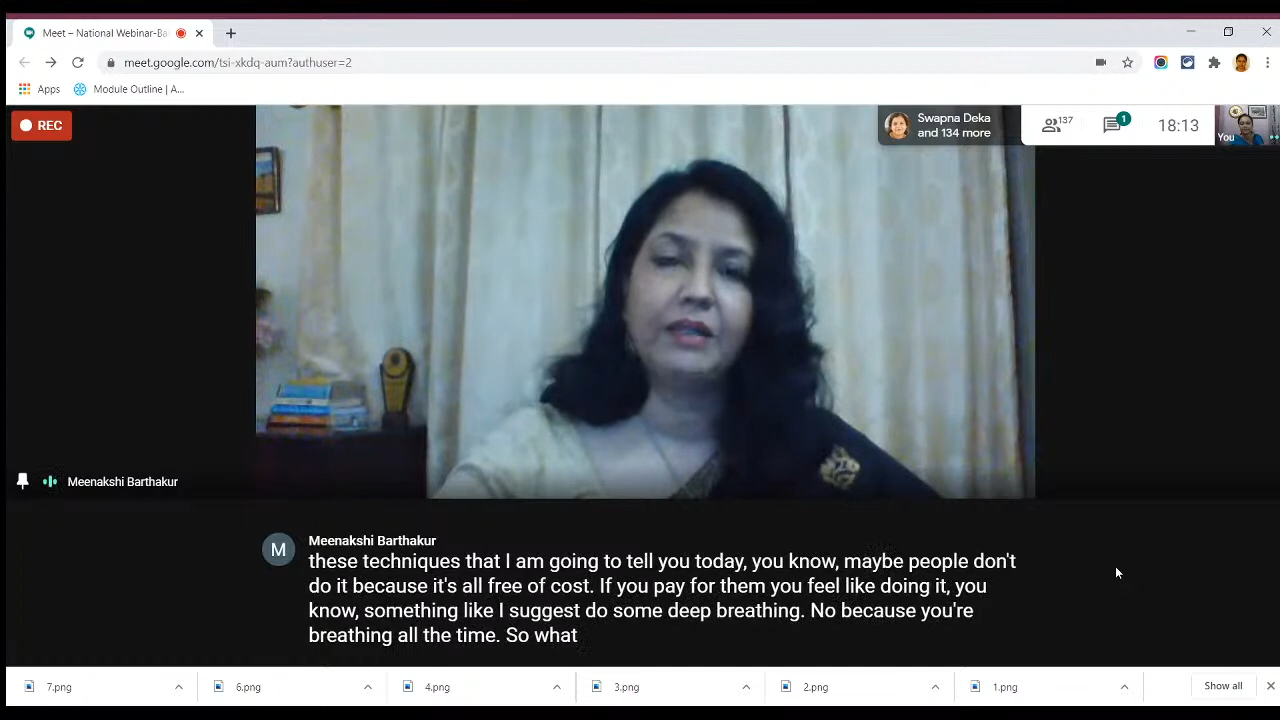 Meet – National Webinar-Ba
meet.google.com/tsi-xkdq-aum?authuser=2
Apps
Module Outline | A...
REC
Swapna Deka
and 134 more
137
1
18:13
You
Meenakshi Barthakur
M
Meenakshi Barthakur
these techniques that I am going to tell you today, you know, maybe people don't
do it because it's all free of cost. If you pay for them you feel like doing it, you
know, something like I suggest do some deep breathing. No because you're
breathing all the time. So what
7.png
6.png
4.png
3.png
2.png
1.png
Show all